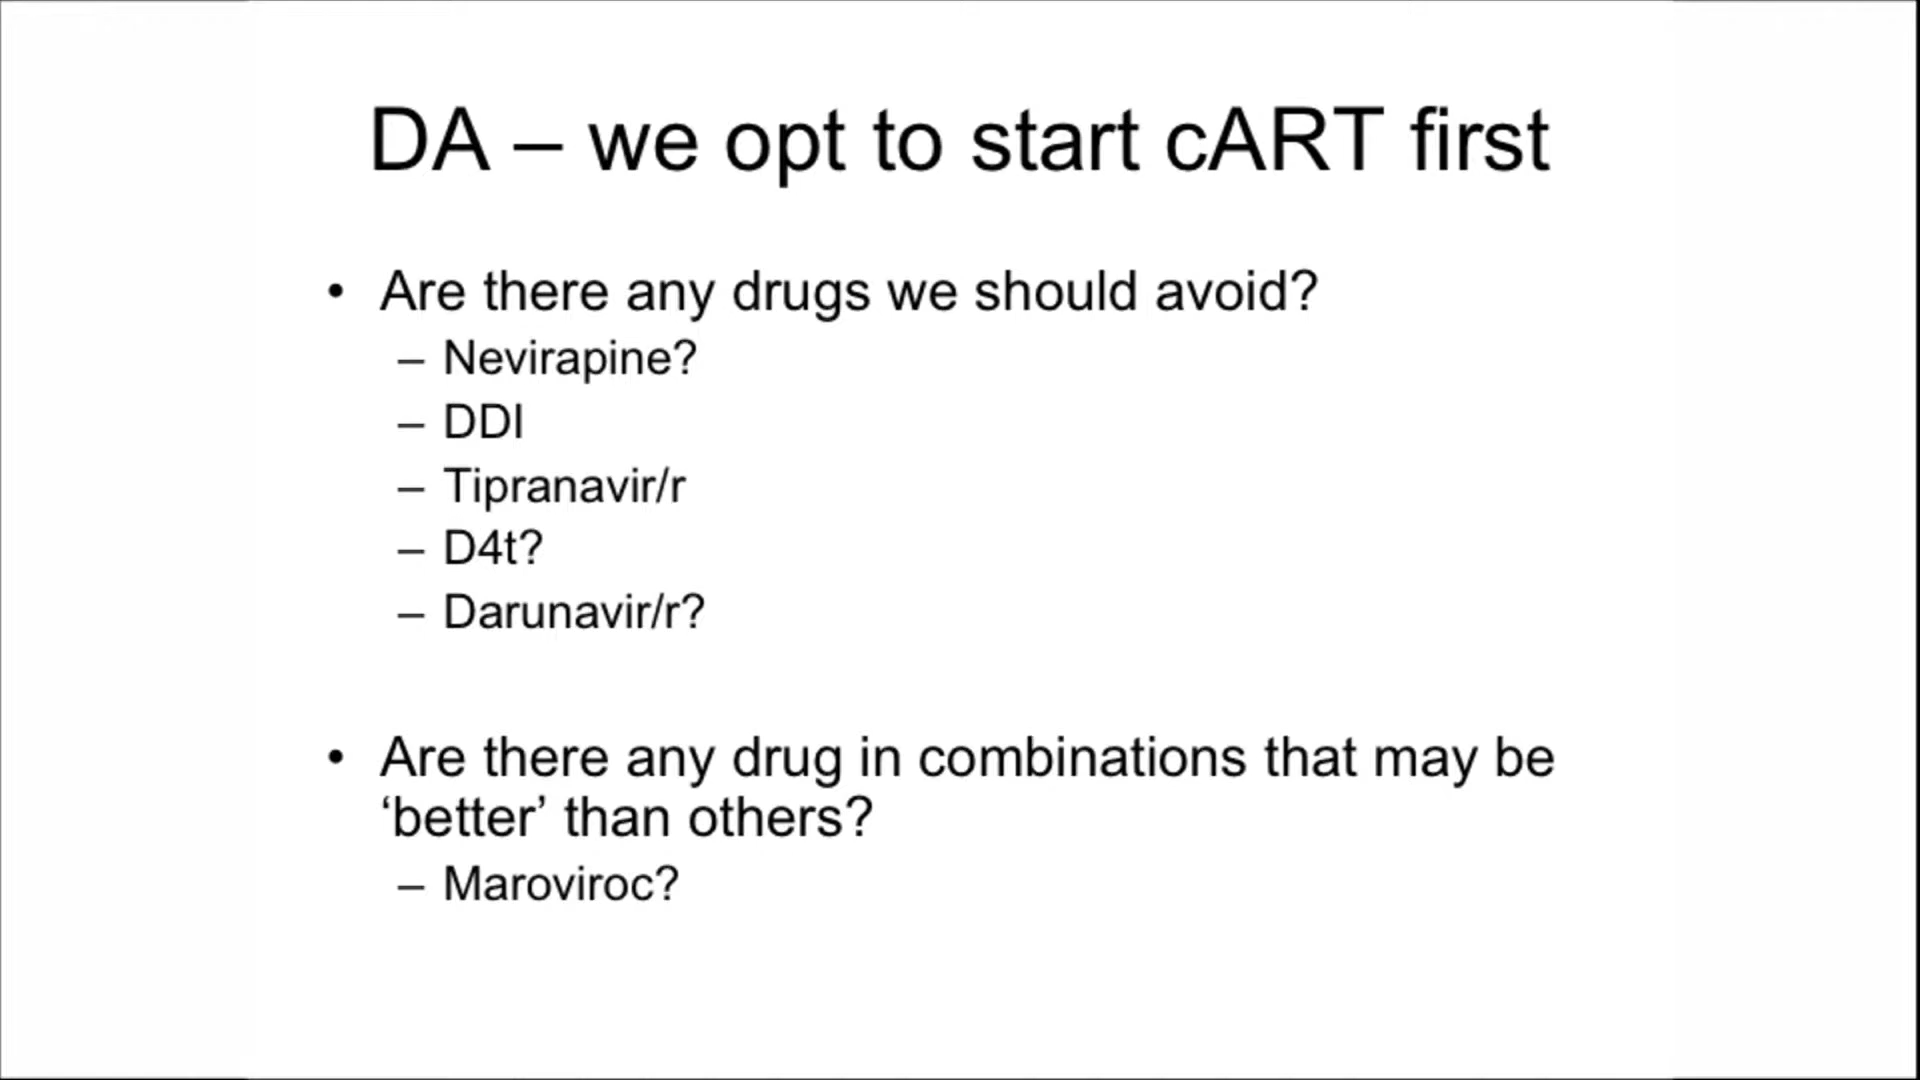 DA – we opt to start cART first
• Are there any drugs we should avoid?
– Nevirapine?
– DDI
– Tipranavir/r
– D4t?
– Darunavir/r?
• Are there any drug in combinations that may be
‘better’ than others?
– Maroviroc?